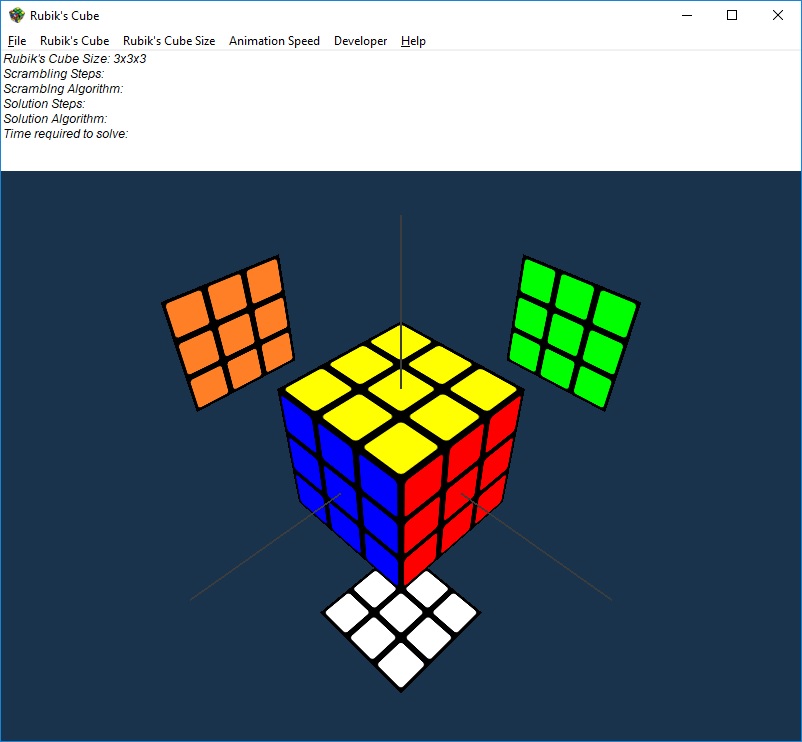 Rubik's Cube
File Rubik's Cube Rubik's Cube Size Animation Speed Developer Help
Rubik's Cube Size: 3x3x3
Scrambling Steps:
Scramblng Algorithm:
Solution Steps:
Solution Algorithm:
Time required to solve: